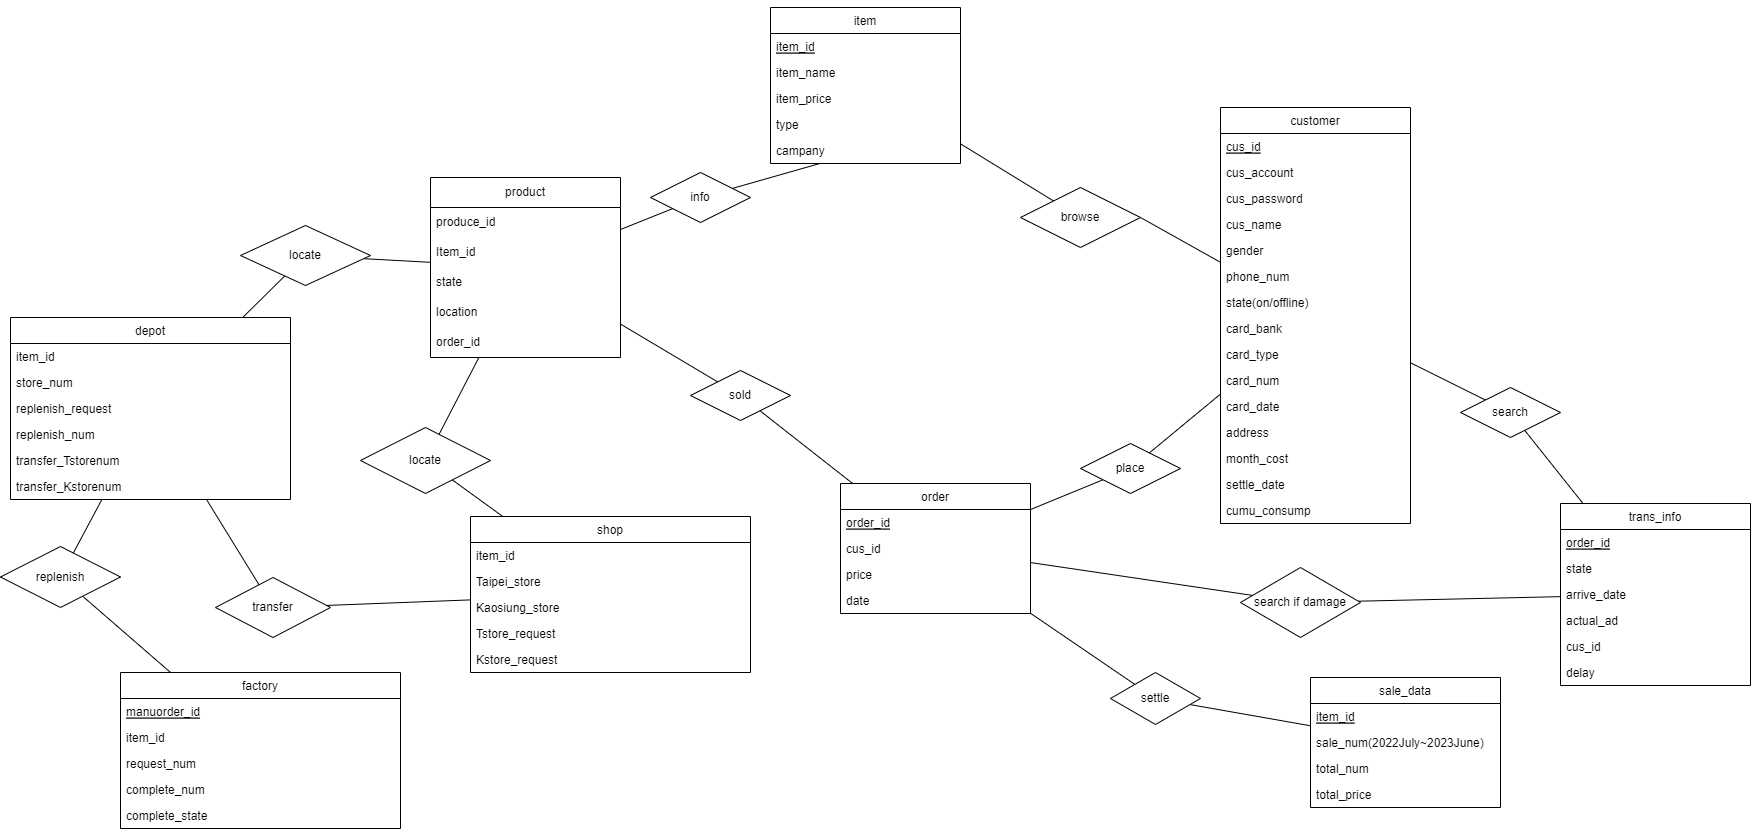 item
item_id
item_name
item_price
type
campany
customer
cus_id
cus_account
cus_password
cus_name
gender
phone_num
state(on/offline)
card_bank
card_type
card_num
card_date
address
month_cost
settle_date
cumu_consump
product
produce_id
Item_id
state
location
order_id
info
browse
locate
depot
item_id
store_num
replenish_request
replenish_num
transfer_Tstorenum
transfer_Kstorenum
sold
search
locate
place
order
order_id
cus_id
price
date
trans_info
order_id
state
arrive_date
actual_ad
cus_id
delay
shop
item_id
Taipei_store
Kaosiung_store
Tstore_request
Kstore_request
replenish
transfer
search if damage
factory
manuorder_id
item_id
request_num
complete_num
complete_state
settle
sale_data
item_id
sale_num(2022July~2023June)
total_num
total_price